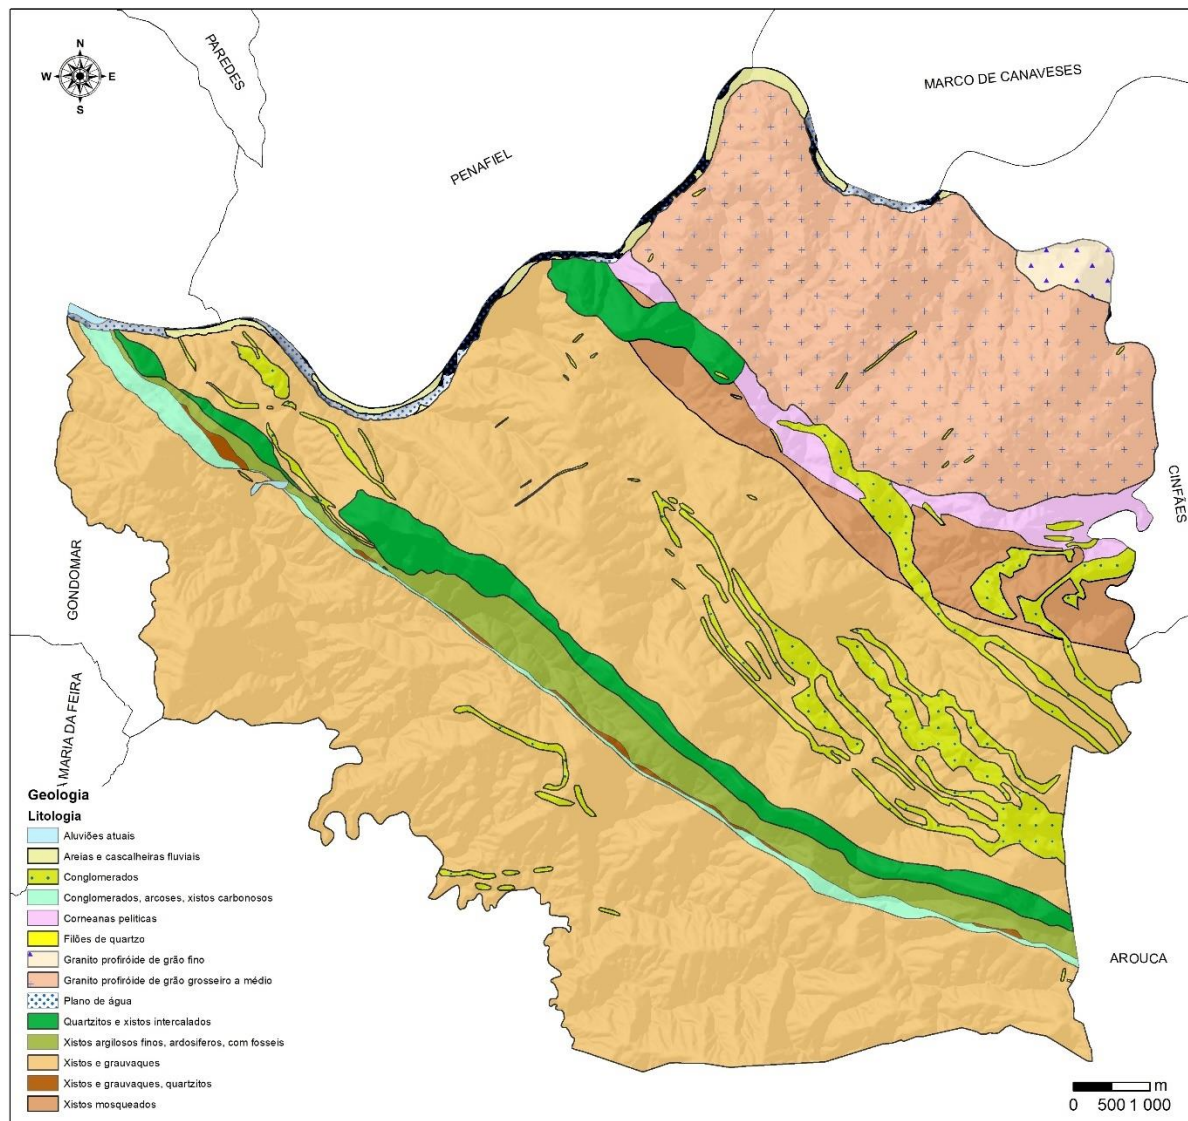 N
W E
S
PAREDES
MARCO DE CANAVESES
PENAFIEL
CINFÃES
GONDOMAR
MARIA DA FEIRA
AROUCA
Geologia
Litologia
Aluviões atuais
Areias e cascalheiras fluviais
Conglomerados
Conglomerados, arcoses, xistos carbonosos
Corneanas pelíticas
Filões de quartzo
Granito profiróide de grão fino
Granito profiróide de grão grosseiro a médio
Plano de água
Quartzitos e xistos intercalados
Xistos argilosos finos, ardosíferos, com fosseis
Xistos e grauvaques
Xistos e grauvaques, quartzitos
Xistos mosqueados
m
0 500 1 000